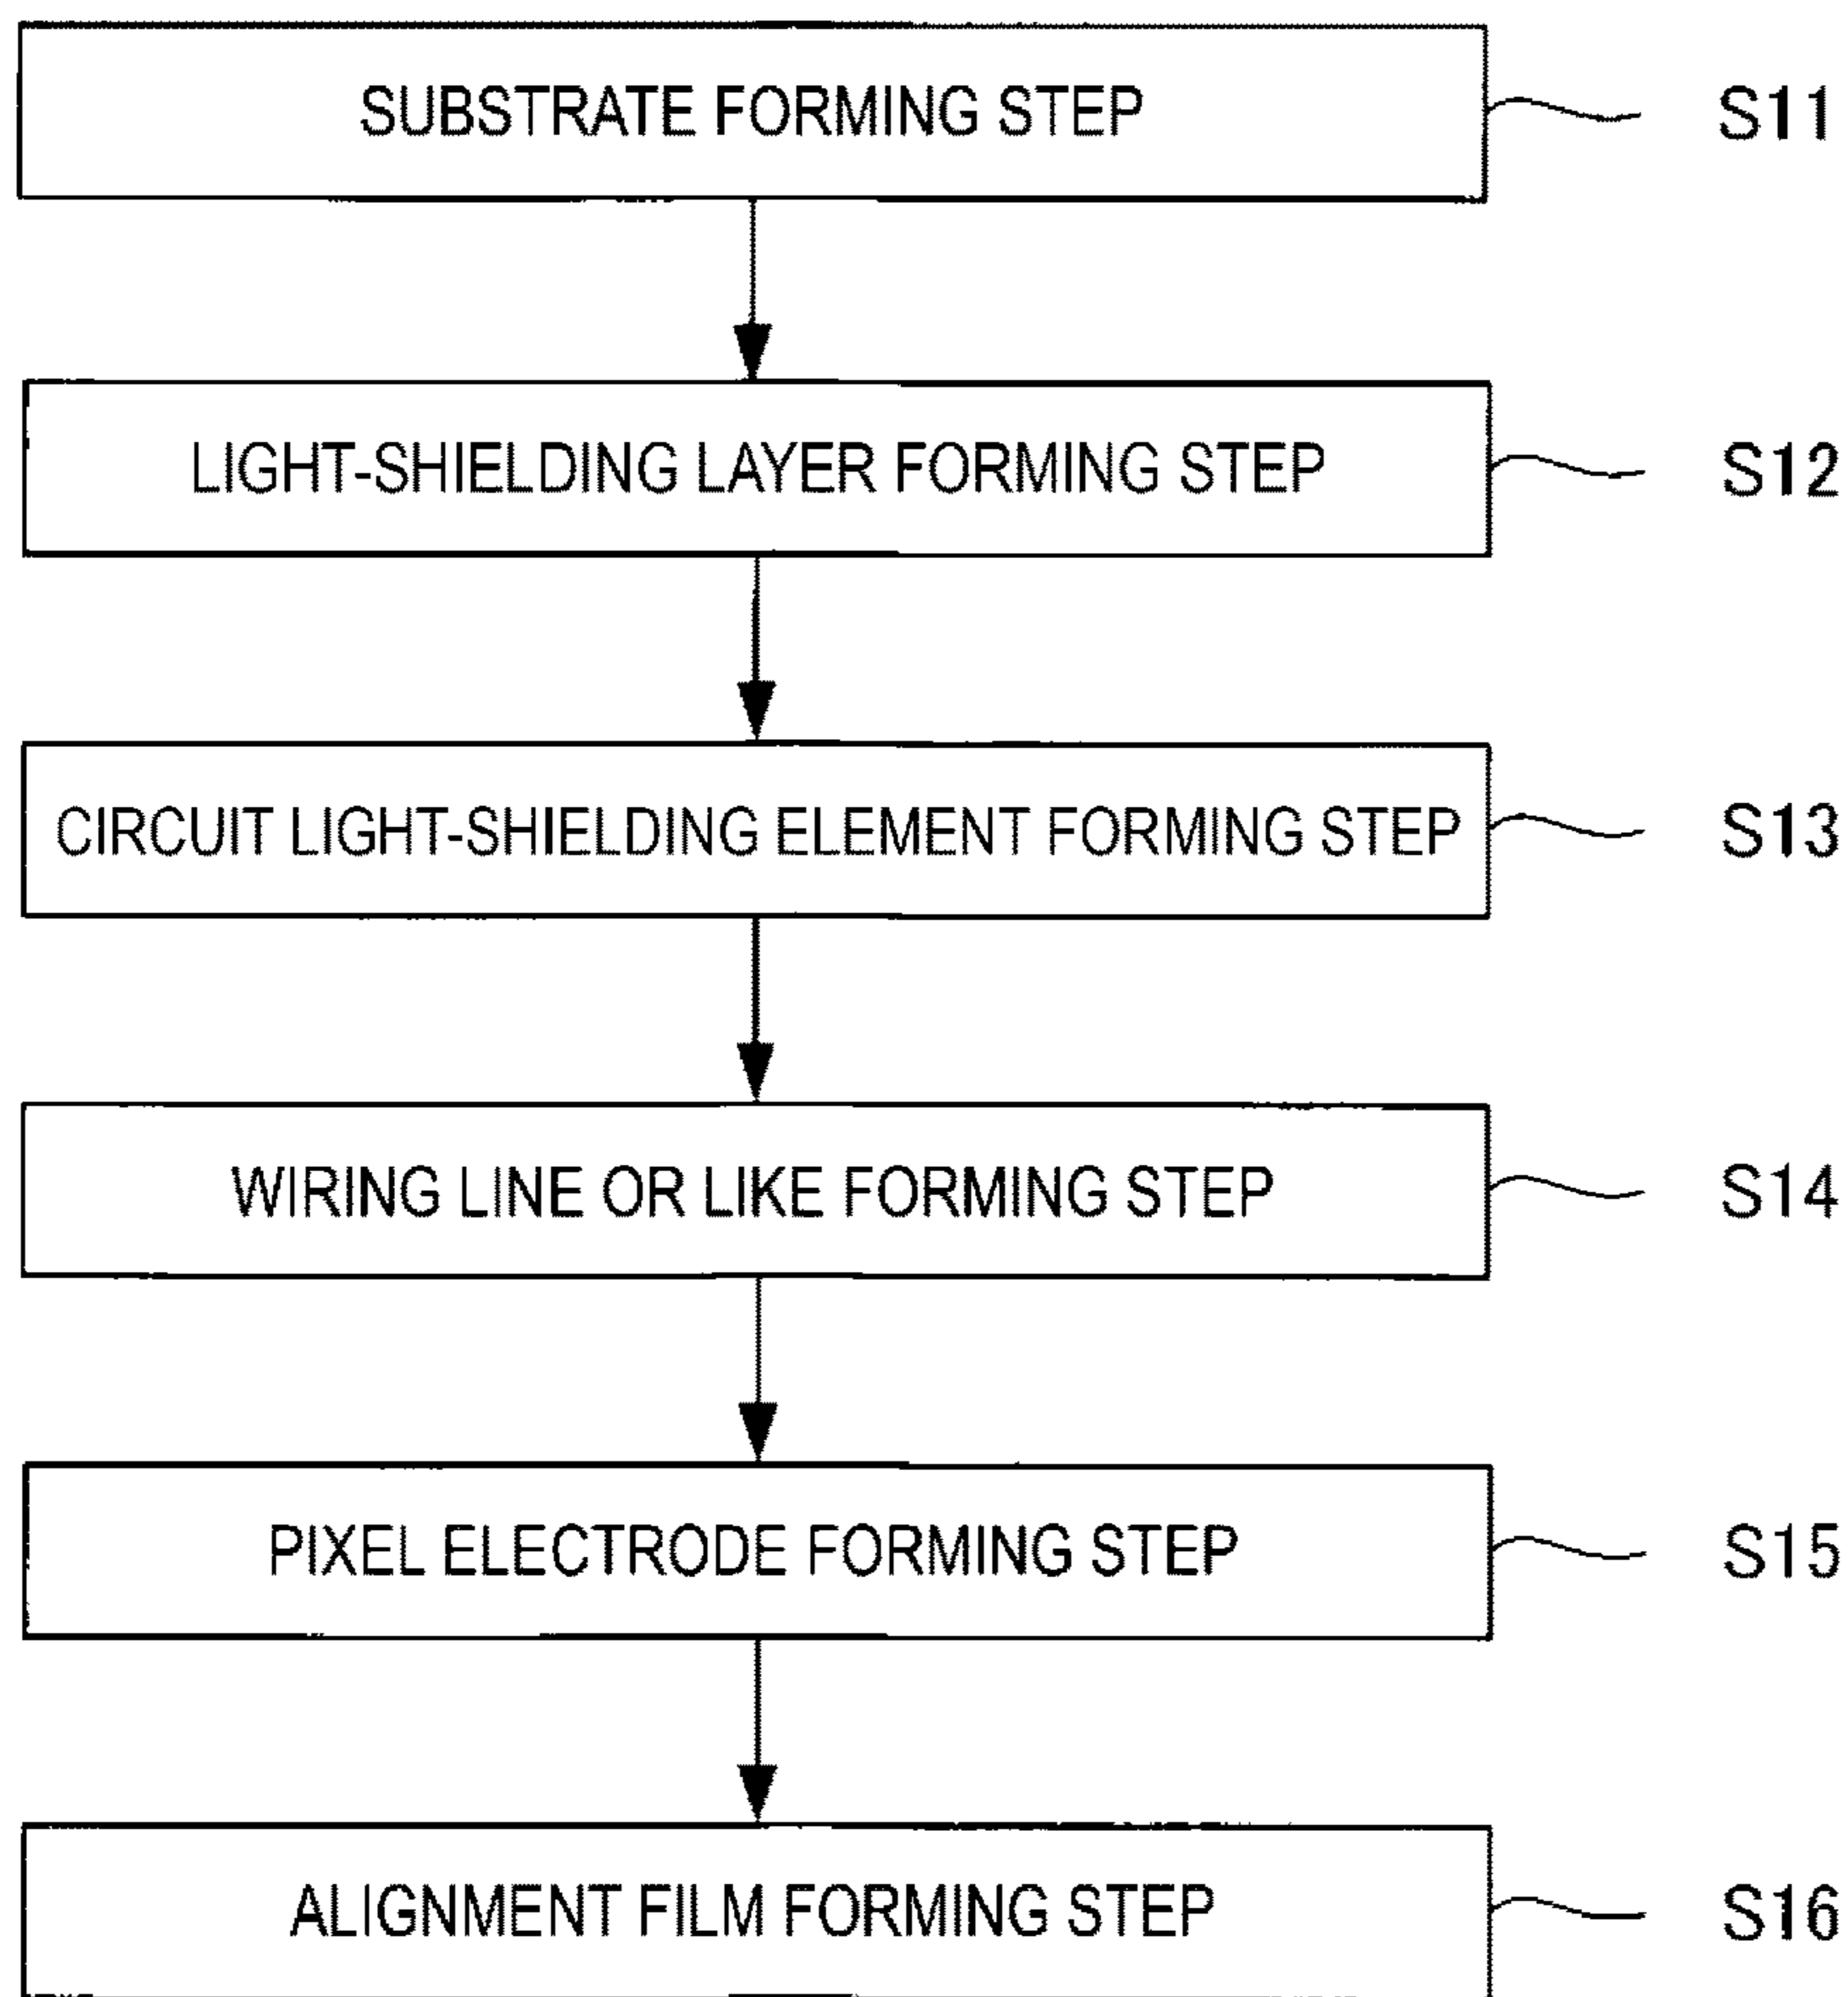 SUBSTRATE FORMING STEP S11
LIGHT-SHIELDING LAYER FORMING STEP S12
CIRCUIT LIGHT-SHIELDING ELEMENT FORMING STEP S13
WIRING LINE OR LIKE FORMING STEP S14
PIXEL ELECTRODE FORMING STEP S15
ALIGNMENT FILM FORMING STEP S16